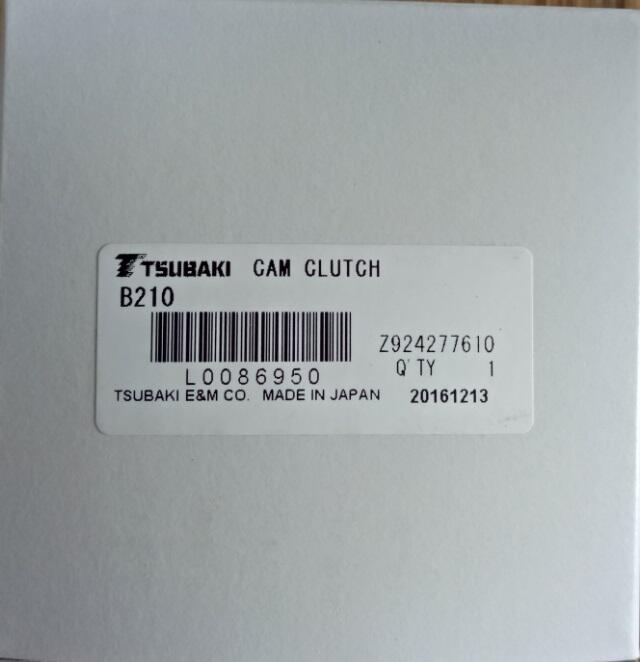 TSUBAKI CAM CLUTCH
B210
Z924277610
L0086950
Q'TY 1
TSUBAKI E&M CO. MADE IN JAPAN 20161213